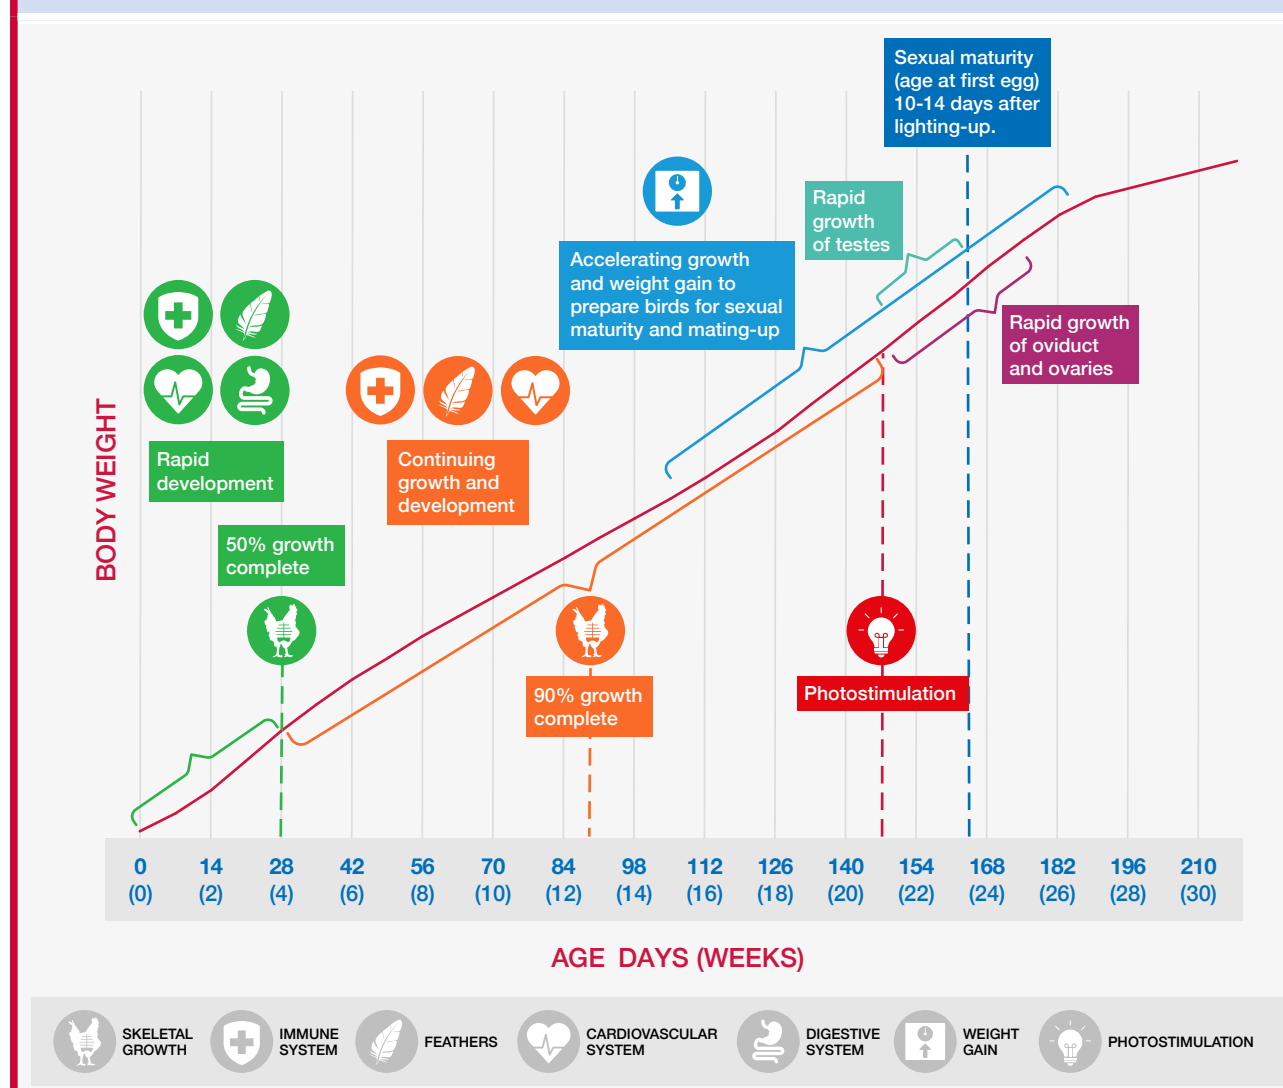 Sexual maturity
(age at first egg)
10-14 days after
lighting-up.
Rapid
growth
of testes
Accelerating growth
and weight gain to
prepare birds for sexual
maturity and mating-up
Rapid growth
of oviduct
and ovaries
Rapid
development
Continuing
growth and
development
50% growth
complete
90% growth
complete
Photostimulation
BODY WEIGHT
0 14 28 42 56 70 84 98 112 126 140 154 168 182 196 210
(0) (2) (4) (6) (8) (10) (12) (14) (16) (18) (20) (22) (24) (26) (28) (30)
AGE DAYS (WEEKS)
SKELETAL
GROWTH
IMMUNE
SYSTEM
FEATHERS
CARDIOVASCULAR
SYSTEM
DIGESTIVE
SYSTEM
WEIGHT
GAIN
PHOTOSTIMULATION